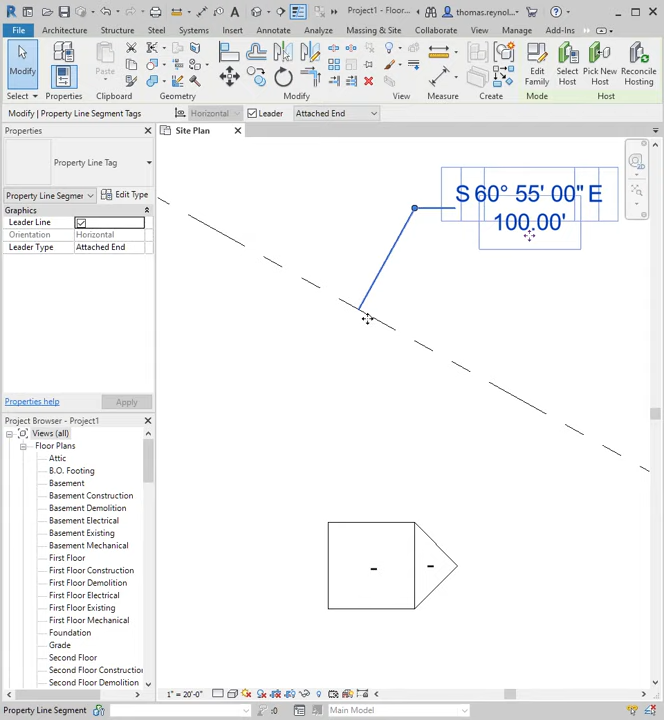 Project1 - Floor...
thomas.reynol...
File
Architecture
Structure
Steel
Systems
Insert
Annotate
Analyze
Massing & Site
Collaborate
View
Manage
Add-Ins
Modify
Properties
Paste
Edit
Family
Select
Host
Pick New
Host
Reconcile
Hosting
Select
Properties
Clipboard
Geometry
Modify
View
Measure
Create
Mode
Host
Modify | Property Line Segment Tags
Horizontal
Leader
Attached End
Properties
Site Plan
Property Line Tag
Property Line Segmer
Edit Type
Graphics
Leader Line
Orientation
Horizontal
Leader Type
Attached End
S 60° 55' 00" E
100.00'
Properties help
Apply
Project Browser - Project1
Views (all)
Floor Plans
Attic
B.O. Footing
Basement
Basement Construction
Basement Demolition
Basement Electrical
Basement Existing
Basement Mechanical
First Floor
First Floor Construction
First Floor Demolition
First Floor Electrical
First Floor Existing
First Floor Mechanical
Foundation
Grade
Second Floor
Second Floor Constructio
Second Floor Demolition
1" = 20'-0"
Property Line Segment
:0
Main Model